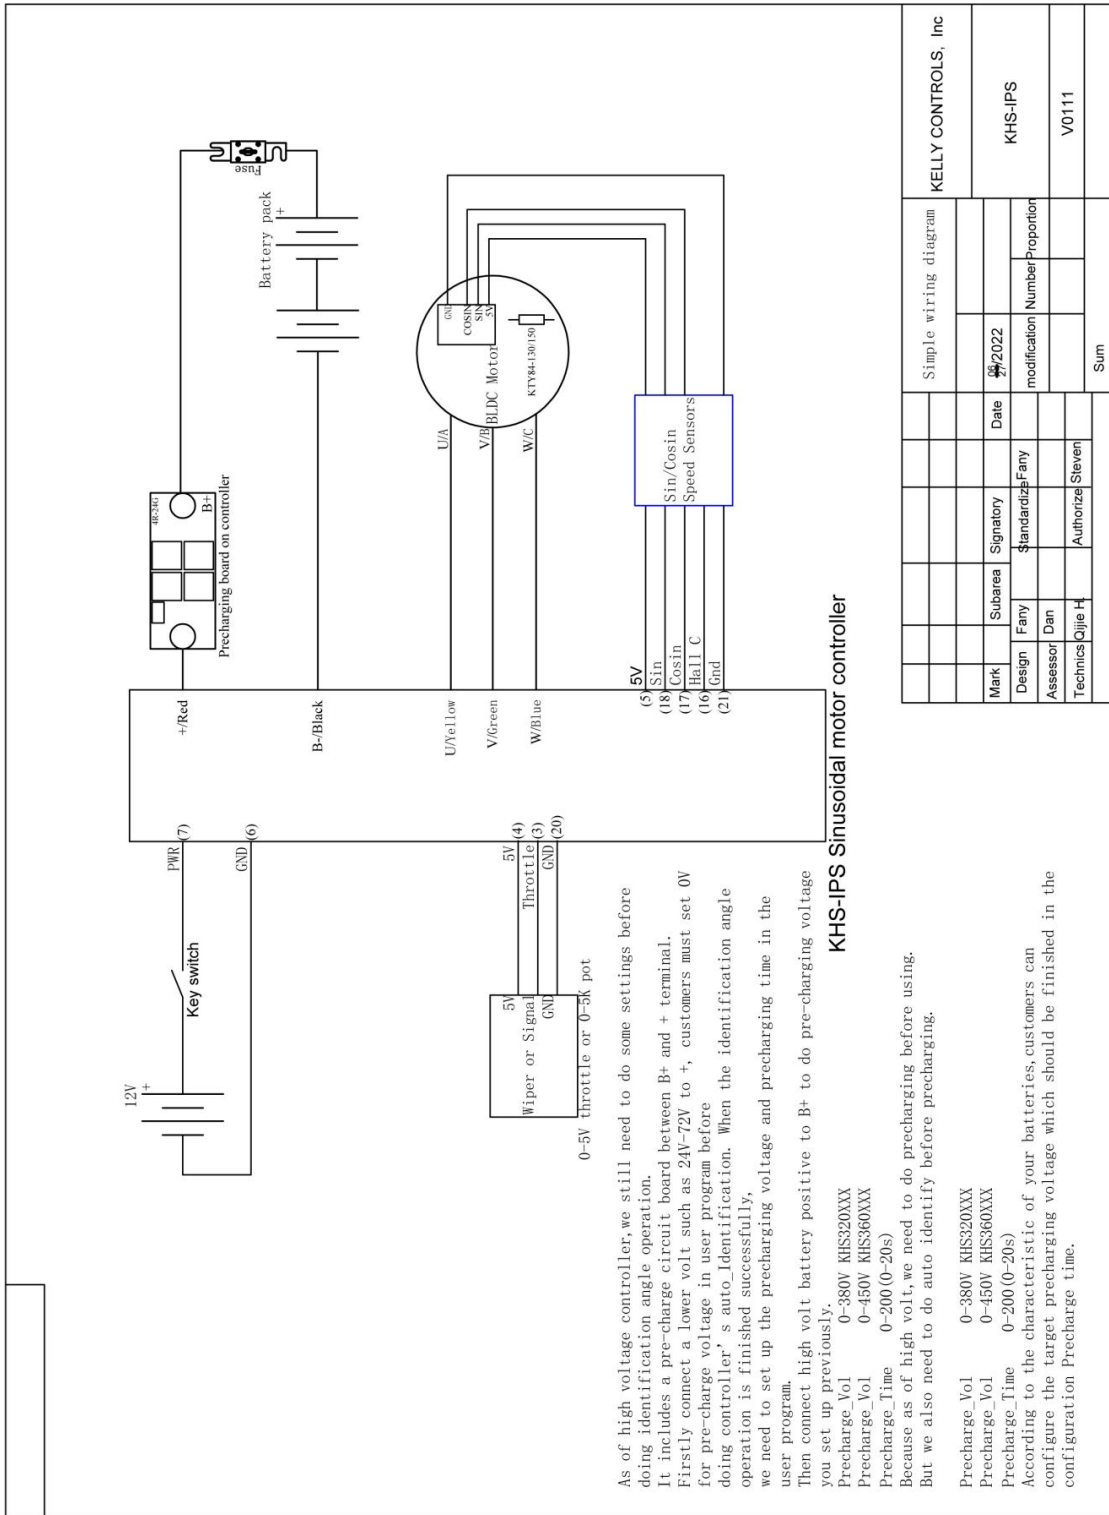 Fuse
Battery pack
+
4R-24G
B+
Precharging board on controller
+/Red
B-/Black
U/Yellow
V/Green
W/Blue
U/A
V/B
W/C
BLDC Motor
GND
COSIN
SIN
5V
KTY84-130/150
Sin/Cosin
Speed Sensors
5V
(5)
Sin
(18)
Cosin
(17)
Hall C
(16)
Gnd
(21)
12V
+
Key switch
PWR (7)
GND (6)
5V (4)
Throttle (3)
GND (20)
5V
Wiper or Signal
GND
0-5V throttle or 0-5K pot
KHS-IPS Sinusoidal motor controller
As of high voltage controller,we still need to do some settings before
doing identification angle operation.
It includes a pre-charge circuit board between B+ and + terminal.
Firstly connect a lower volt such as 24V-72V to +, customers must set 0V
for pre-charge voltage in user program before
doing controller's auto_Identification. When the identification angle
operation is finished successfully,
we need to set up the precharging voltage and precharging time in the
user program.
Then connect high volt battery positive to B+ to do pre-charging voltage
you set up previously.
Precharge_Vol 0-380V KHS320XXX
Precharge_Vol 0-450V KHS360XXX
Precharge_Time 0-200(0-20s)
Because as of high volt,we need to do precharging before using.
But we also need to do auto identify before precharging.
Precharge_Vol 0-380V KHS320XXX
Precharge_Vol 0-450V KHS360XXX
Precharge_Time 0-200(0-20s)
According to the characteristic of your batteries,customers can
configure the target precharging voltage which should be finished in the
configuration Precharge time.
Simple wiring diagram
KELLY CONTROLS, Inc
KHS-IPS
V0111
Mark
Subarea
Signatory
Date
/2022
Design
Fany
Standardize
Fany
modification
Number
Proportion
Assessor
Dan
Technics
Qijie H.
Authorize
Steven
Sum